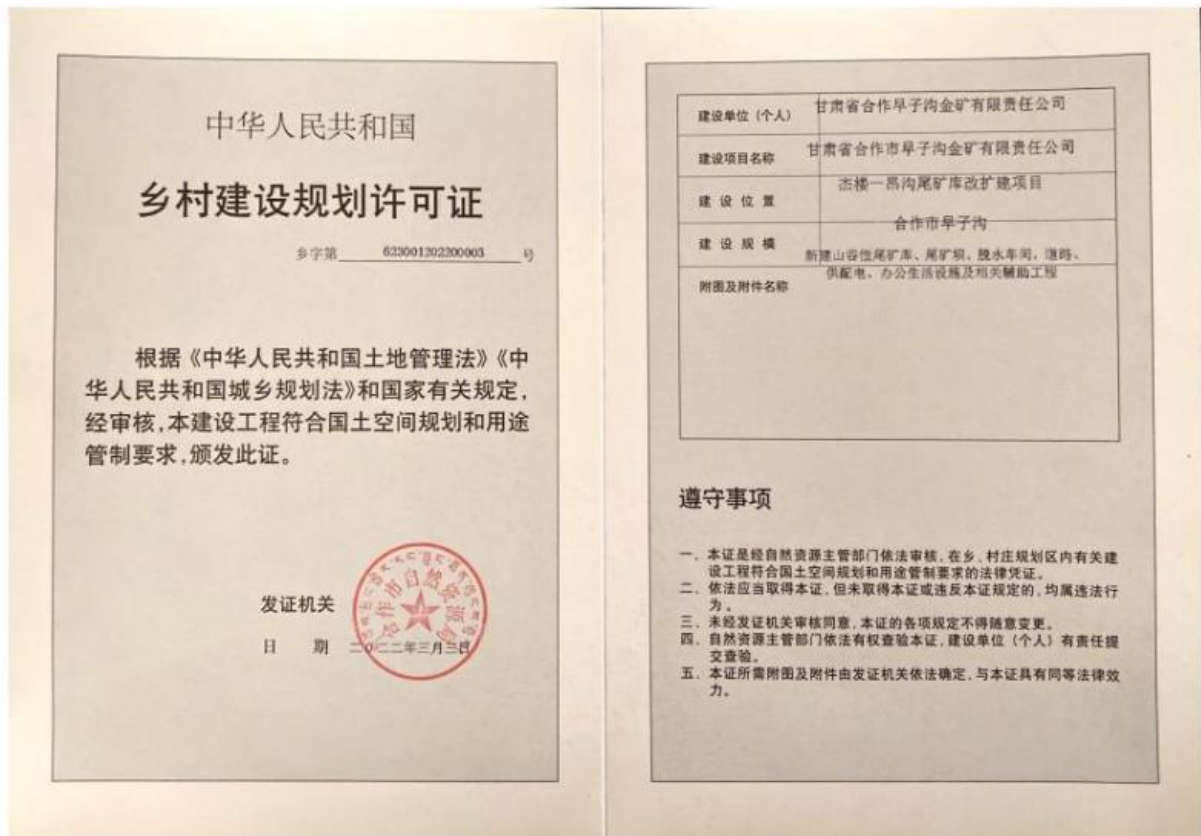 中华人民共和国
乡村建设规划许可证
乡字第 623001202200003 号
根据《中华人民共和国土地管理法》《中
华人民共和国城乡规划法》和国家有关规定,
经审核,本建设工程符合国土空间规划和用途
管制要求,颁发此证。
合作市自然资源局
发证机关
日 期 二〇二二年三月三日
建设单位(个人) 甘肃省合作早子沟金矿有限责任公司
建设项目名称 甘肃省合作市早子沟金矿有限责任公司
杰楼一昂沟尾矿库改扩建项目
建设位置
合作市早子沟
建设规模
新建山谷性尾矿库、尾矿坝、脱水车间,道路、
供配电、办公生活设施及相关辅助工程
附图及附件名称
遵守事项
一、本证是经自然资源主管部门依法审核,在乡、村庄规划区内有关建
设工程符合国土空间规划和用途管制要求的法律凭证。
二、依法应当取得本证,但未取得本证或违反本证规定的,均属违法行
为。
三、未经发证机关审核同意,本证的各项规定不得随意变更。
四、自然资源主管部门依法有权查验本证,建设单位(个人)有责任提
交查验。
五、本证所需附图及附件由发证机关依法确定,与本证具有同等法律效
力。